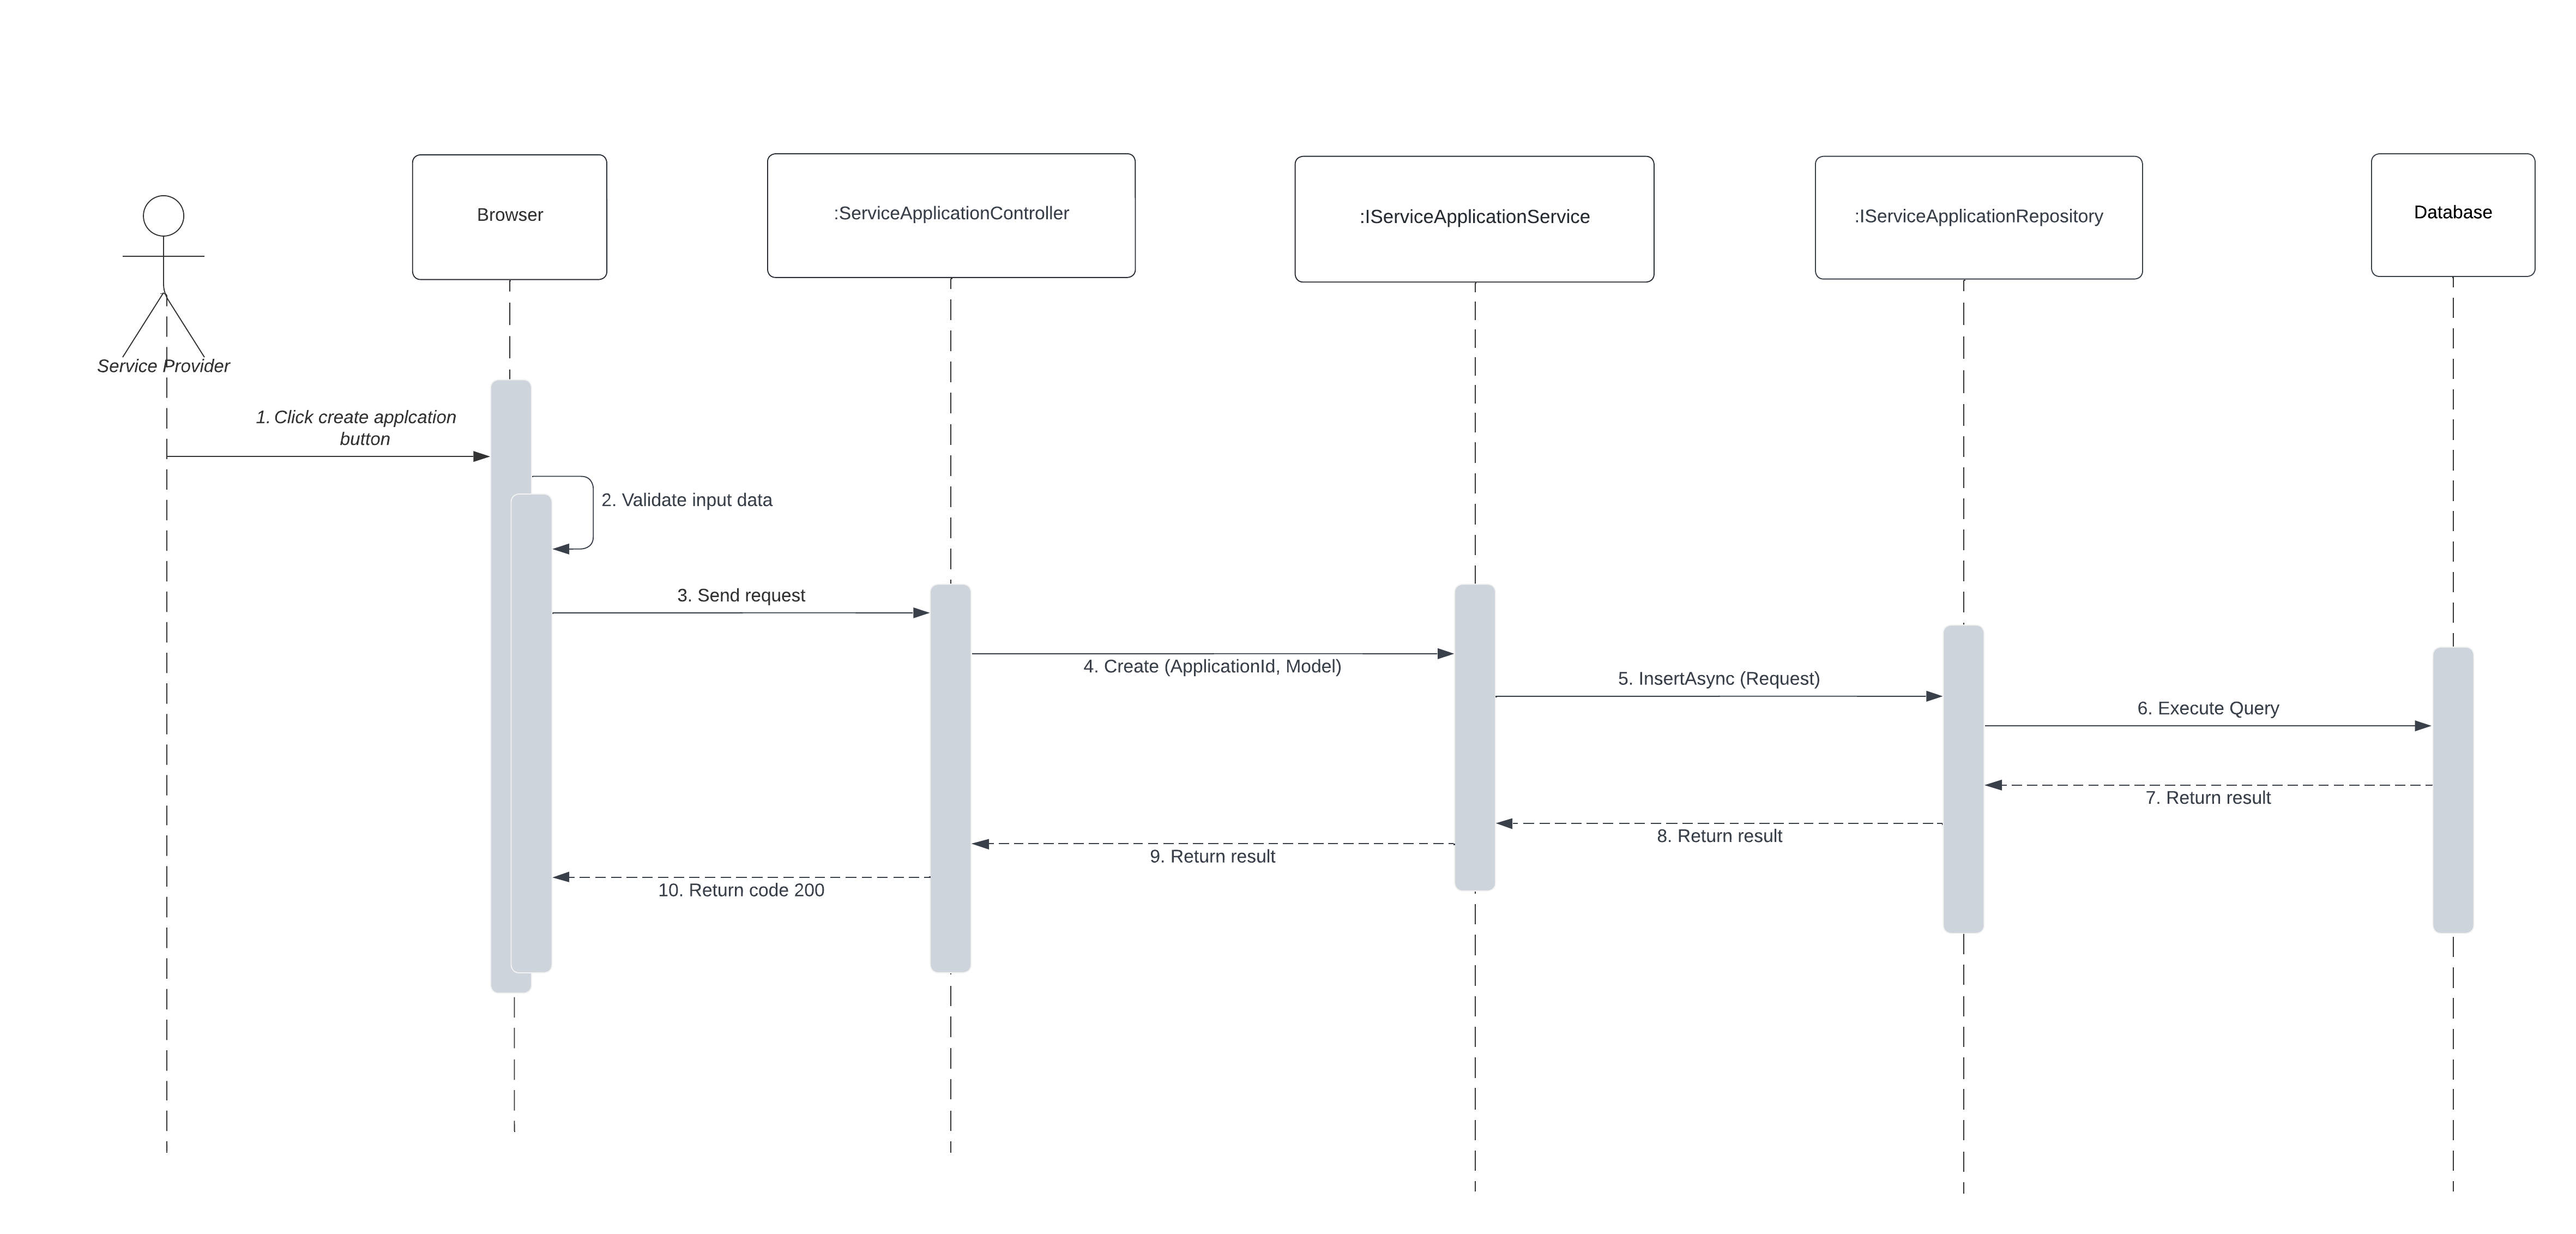 Browser
:ServiceApplicationController
:IServiceApplicationService
:IServiceApplicationRepository
Database
Service Provider
1. Click create applcation
button
2. Validate input data
3. Send request
4. Create (ApplicationId, Model)
5. InsertAsync (Request)
6. Execute Query
7. Return result
8. Return result
9. Return result
10. Return code 200